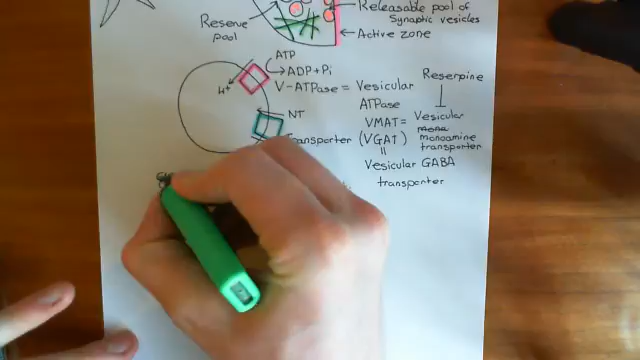 Reserve
pool
Releasable pool of
Synaptic vesicles
Active zone
ATP
ADP+Pi
H+
V-ATPase = Vesicular
ATPase
Reserpine
NT
VMAT = Vesicular
monoamine
transporter
Transporter (VGAT)
Vesicular GABA
transporter